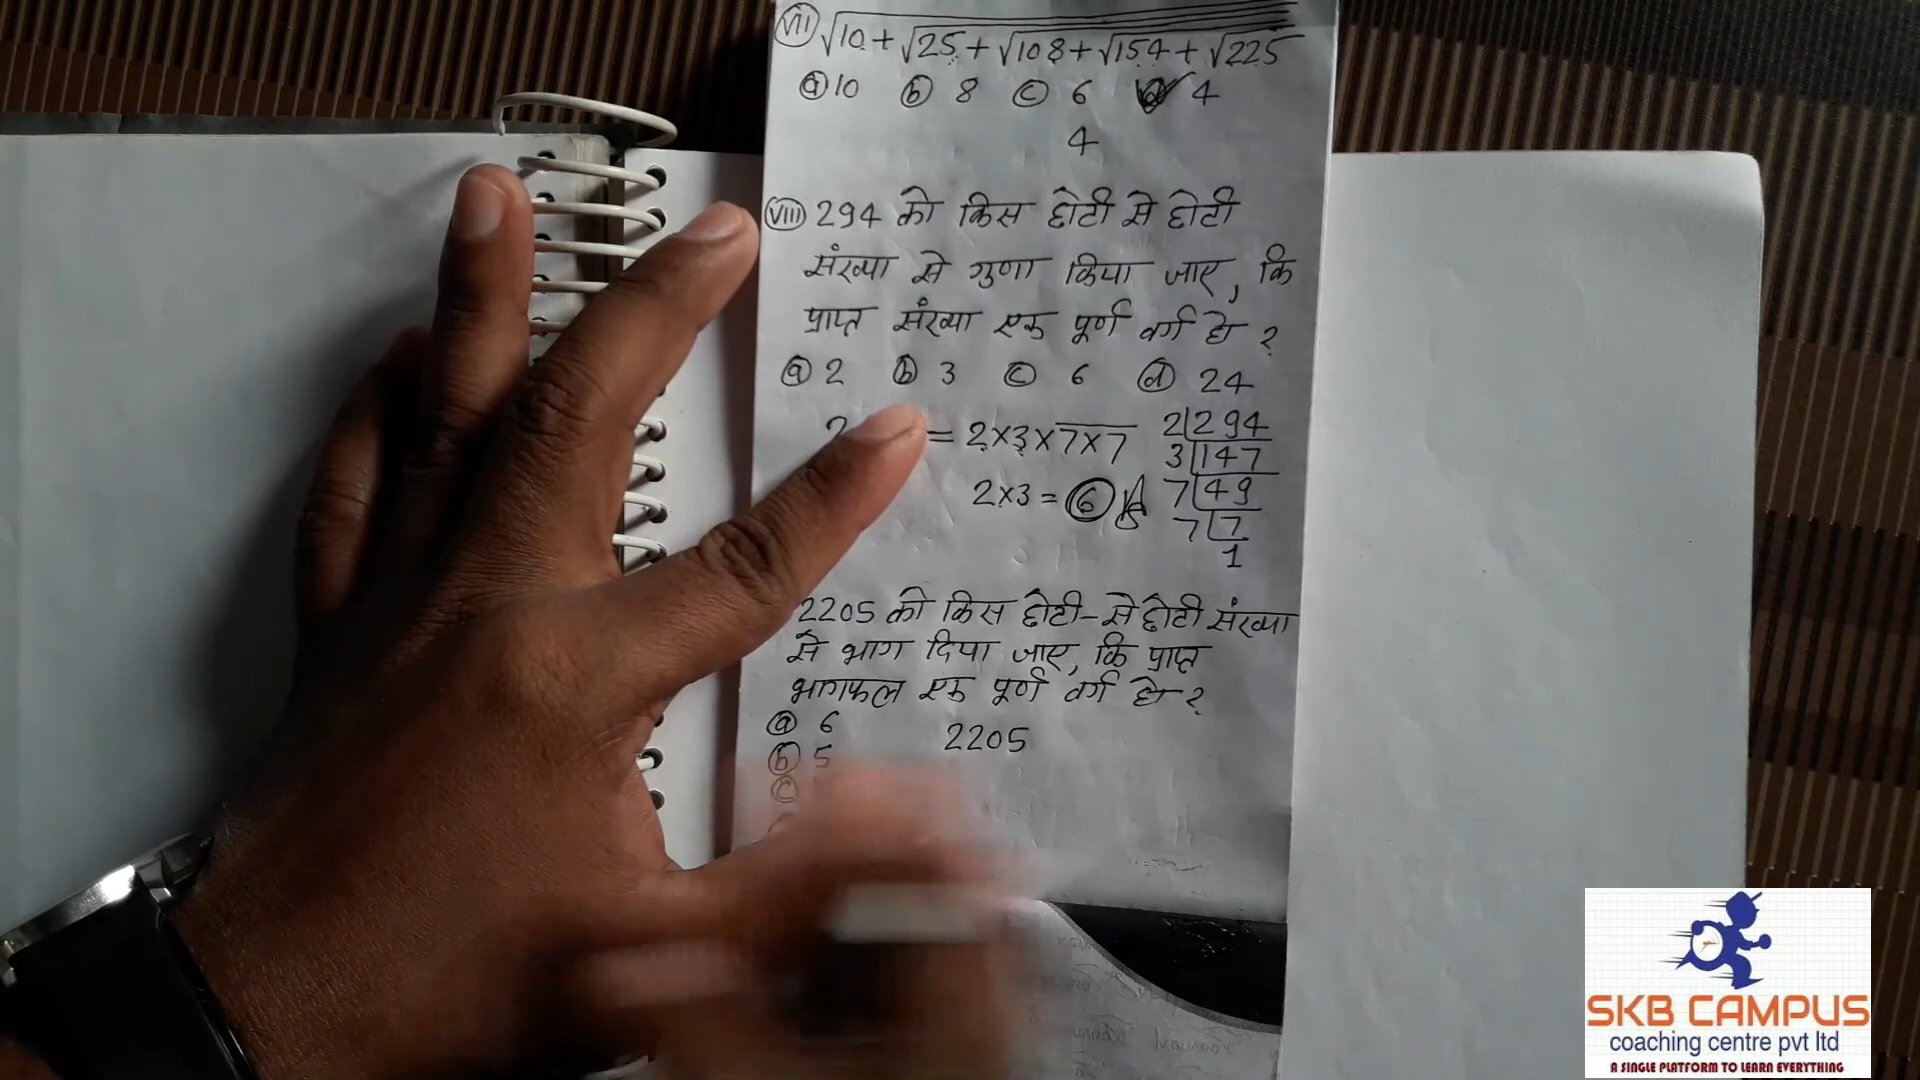 VII √10 + √25 + √108 + √154 + √225
a 10 b 8 c 6 d 4
4
VIII 294 को किस छोटी से छोटी
संख्या से गुणा किया जाए, कि
प्राप्त संख्या एक पूर्ण वर्ग हो ?
a 2 b 3 c 6 d 24
2 = 2×3×7×7
2×3 = 6
2 294
3 147
7 49
7 7
1
2205 को किस छोटी-से छोटी संख्या
से भाग दिया जाए, कि प्राप्त
भागफल एक पूर्ण वर्ग हो ?
a 6
b 5
c
2205
SKB CAMPUS
coaching centre pvt ltd
A SINGLE PLATFORM TO LEARN EVERYTHING